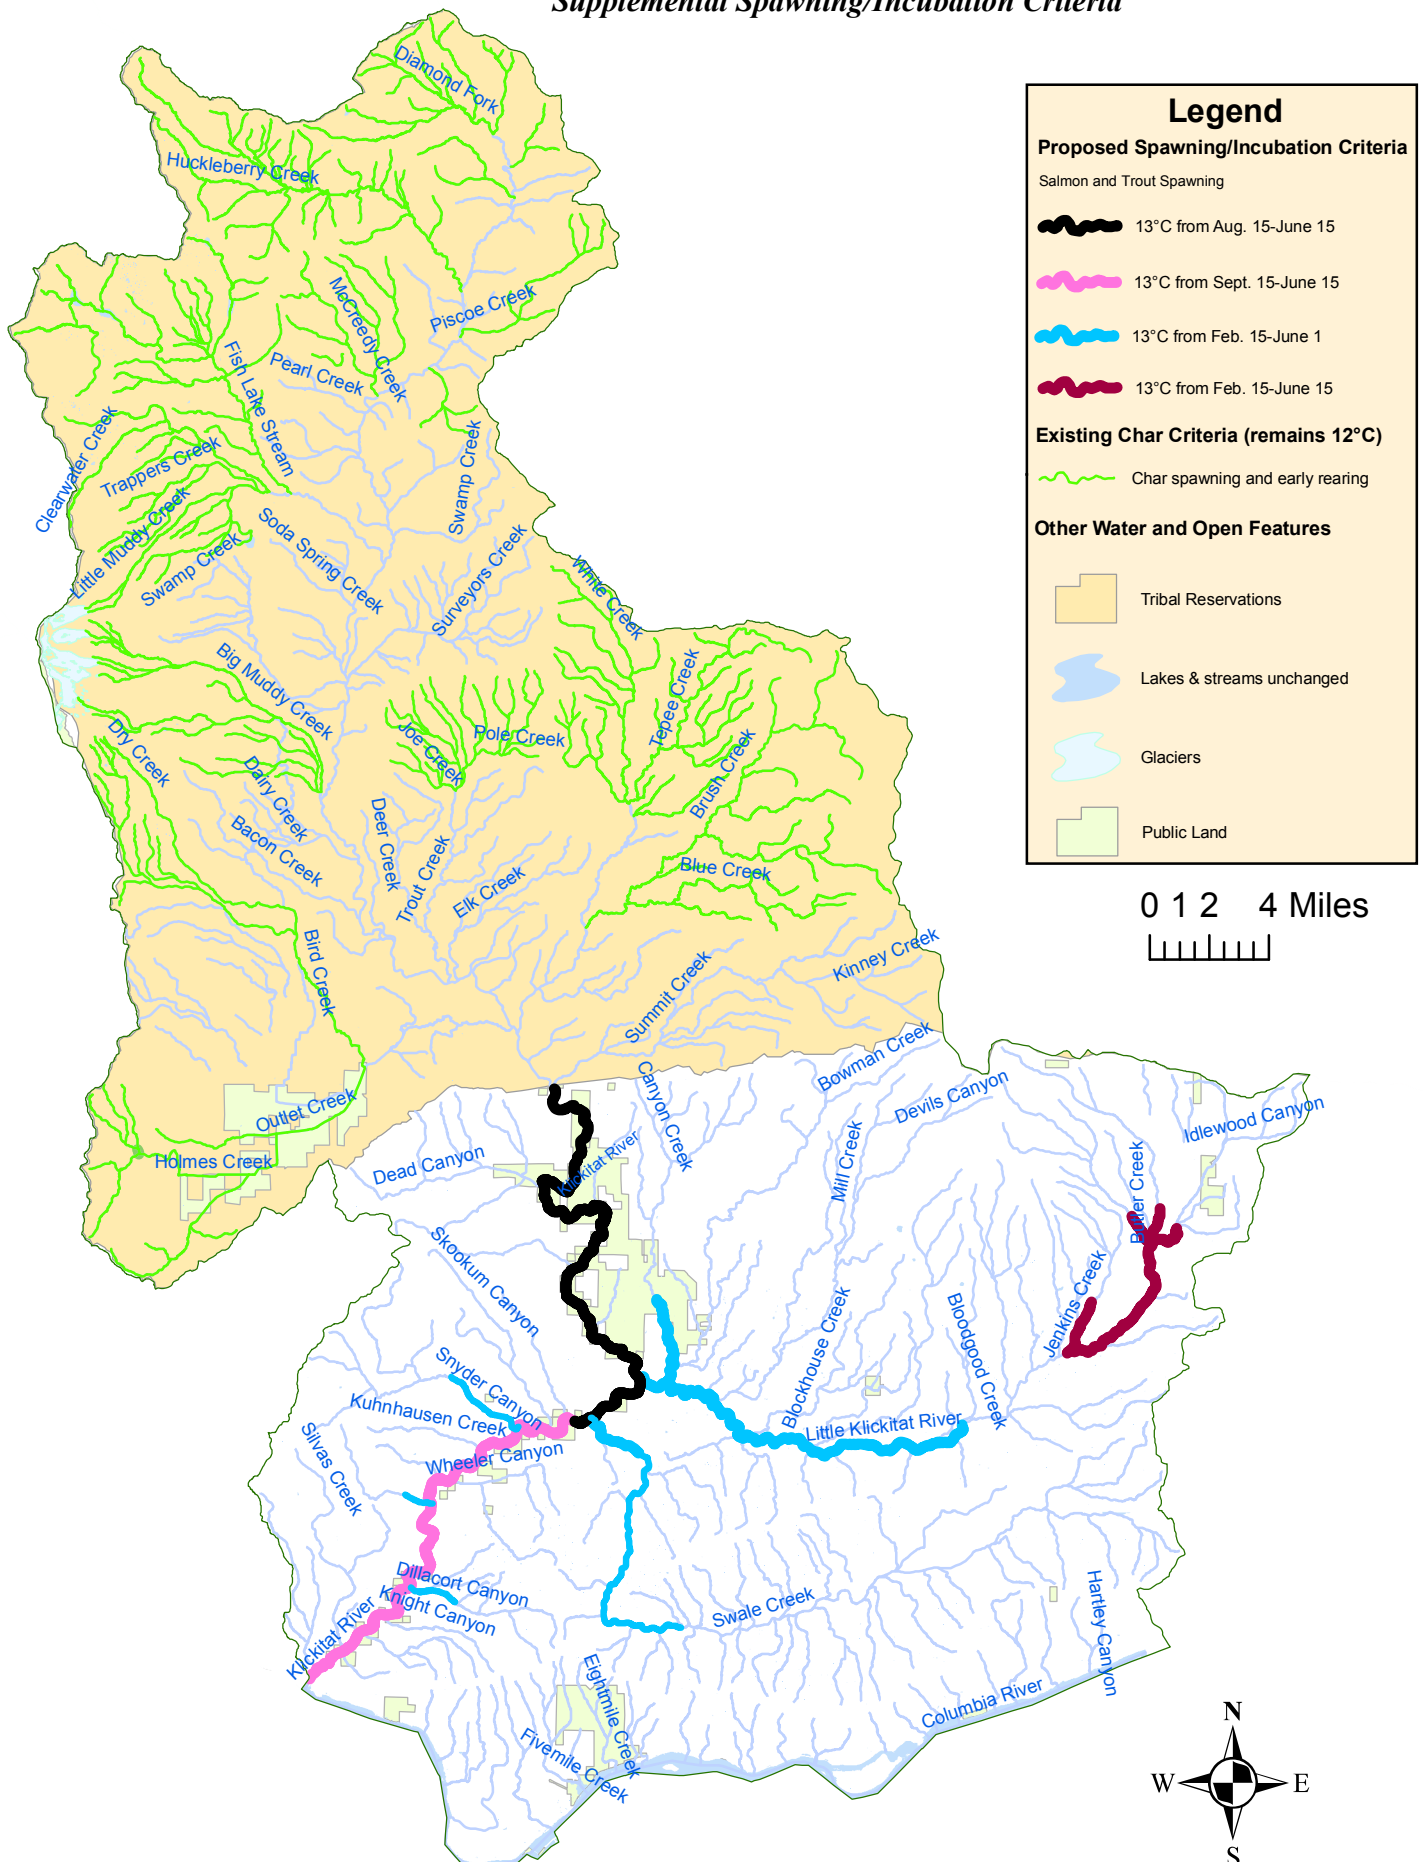 Supplemental Spawning/Incubation Criteria
Legend
Proposed Spawning/Incubation Criteria
Salmon and Trout Spawning
13°C from Aug. 15-June 15
13°C from Sept. 15-June 15
13°C from Feb. 15-June 1
13°C from Feb. 15-June 15
Existing Char Criteria (remains 12°C)
Char spawning and early rearing
Other Water and Open Features
Tribal Reservations
Lakes & streams unchanged
Glaciers
Public Land
0 1 2 4 Miles
Diamond Fork
Huckleberry Creek
McCreedy Creek
Piscoe Creek
Pearl Creek
Fish Lake Stream
Clearwater Creek
Trappers Creek
Swamp Creek
Little Muddy Creek
Soda Spring Creek
Swamp Creek
Surveyors Creek
White Creek
Big Muddy Creek
Tepee Creek
Dry Creek
Joe Creek
Pole Creek
Dairy Creek
Brush Creek
Bacon Creek
Deer Creek
Trout Creek
Elk Creek
Blue Creek
Bird Creek
Summit Creek
Kinney Creek
Bowman Creek
Outlet Creek
Canyon Creek
Devils Canyon
Idlewood Canyon
Holmes Creek
Dead Canyon
Klickitat River
Mill Creek
Butler Creek
Skookum Canyon
Jenkins Creek
Blockhouse Creek
Bloodgood Creek
Snyder Canyon
Kuhnhausen Creek
Little Klickitat River
Silvas Creek
Wheeler Canyon
Dillacort Canyon
Knight Canyon
Klickitat River
Swale Creek
Hartley Canyon
Eightmile Creek
Columbia River
Fivemile Creek
N
W E
S